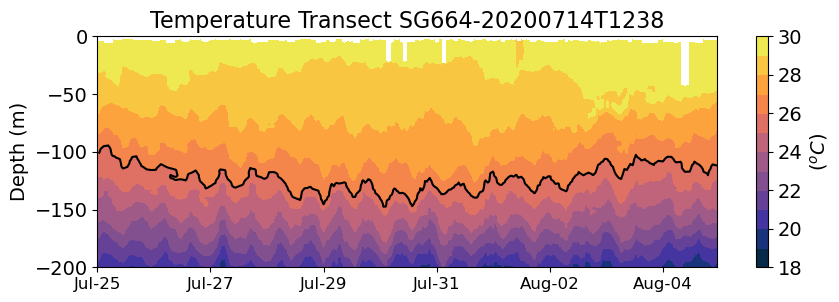 Temperature Transect SG664-20200714T1238
0
−50
−100
−150
−200
Depth (m)
Jul-25
Jul-27
Jul-29
Jul-31
Aug-02
Aug-04
30
28
26
24
22
20
18
(°C)